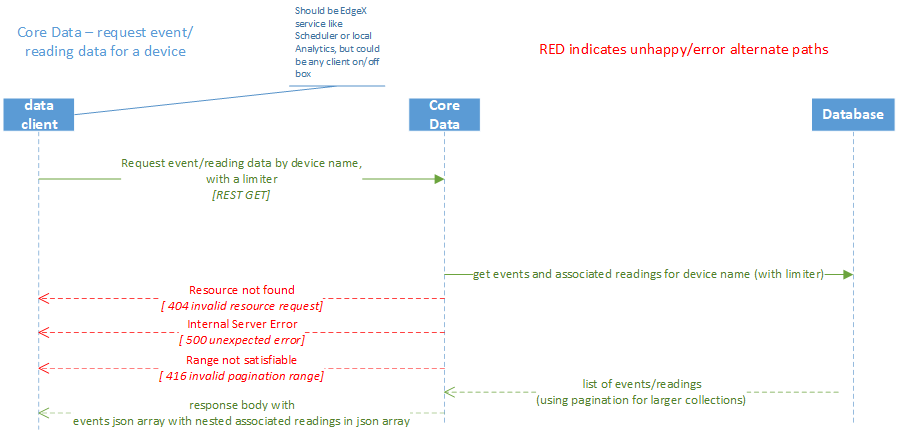 Core Data – request event/
reading data for a device
Should be EdgeX
service like
Scheduler or local
Analytics, but could
be any client on/off
box
RED indicates unhappy/error alternate paths
data
client
Core
Data
Database
Request event/reading data by device name,
with a limiter
[REST GET]
get events and associated readings for device name (with limiter)
Resource not found
[ 404 invalid resource request]
Internal Server Error
[ 500 unexpected error]
Range not satisfiable
[ 416 invalid pagination range]
list of events/readings
(using pagination for larger collections)
response body with
events json array with nested associated readings in json array